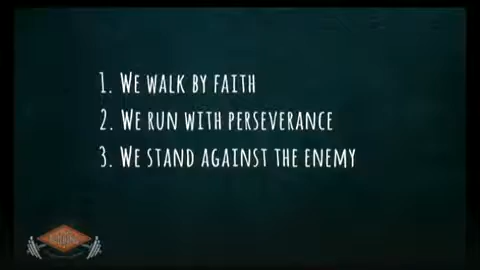 1. We walk by faith
2. We run with perseverance
3. We stand against the enemy